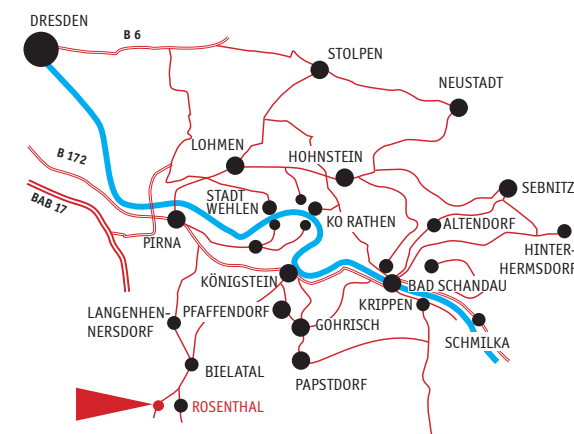 DRESDEN
B 6
STOLPEN
NEUSTADT
B 172
LOHMEN
HOHNSTEIN
BAB 17
STADT
WEHLEN
SEBNITZ
KO RATHEN
ALTENDORF
PIRNA
HINTER-
HERMSDORF
KÖNIGSTEIN
BAD SCHANDAU
KRIPPEN
LANGENHEN-
NERSDORF
PFAFFENDORF
GOHRISCH
SCHMILKA
BIELATAL
PAPSTDORF
ROSENTHAL